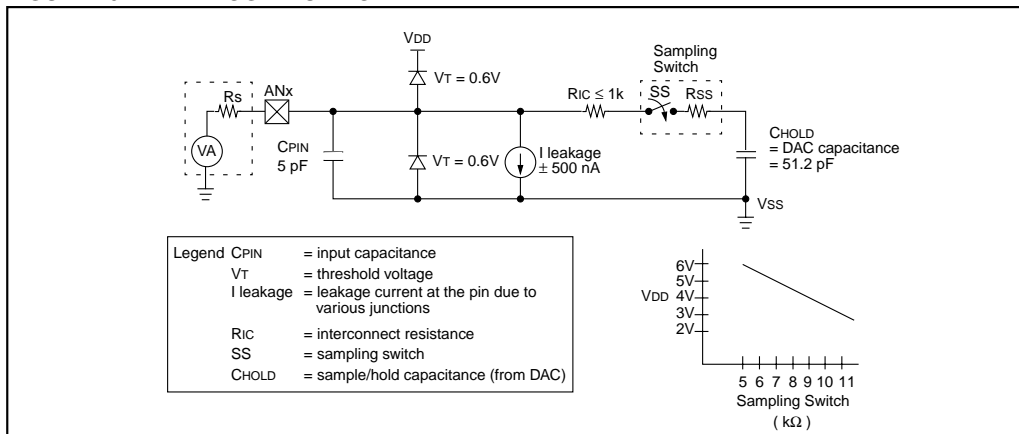 VDD
Sampling
Switch
VT = 0.6V
Rs
ANx
RIC ≤ 1k
SS
RSS
VA
CPIN
5 pF
VT = 0.6V
I leakage
± 500 nA
CHOLD
= DAC capacitance
= 51.2 pF
VSS
Legend CPIN = input capacitance
VT = threshold voltage
I leakage = leakage current at the pin due to
various junctions
RIC = interconnect resistance
SS = sampling switch
CHOLD = sample/hold capacitance (from DAC)
6V
5V
VDD 4V
3V
2V
5 6 7 8 9 10 11
Sampling Switch
( kΩ )